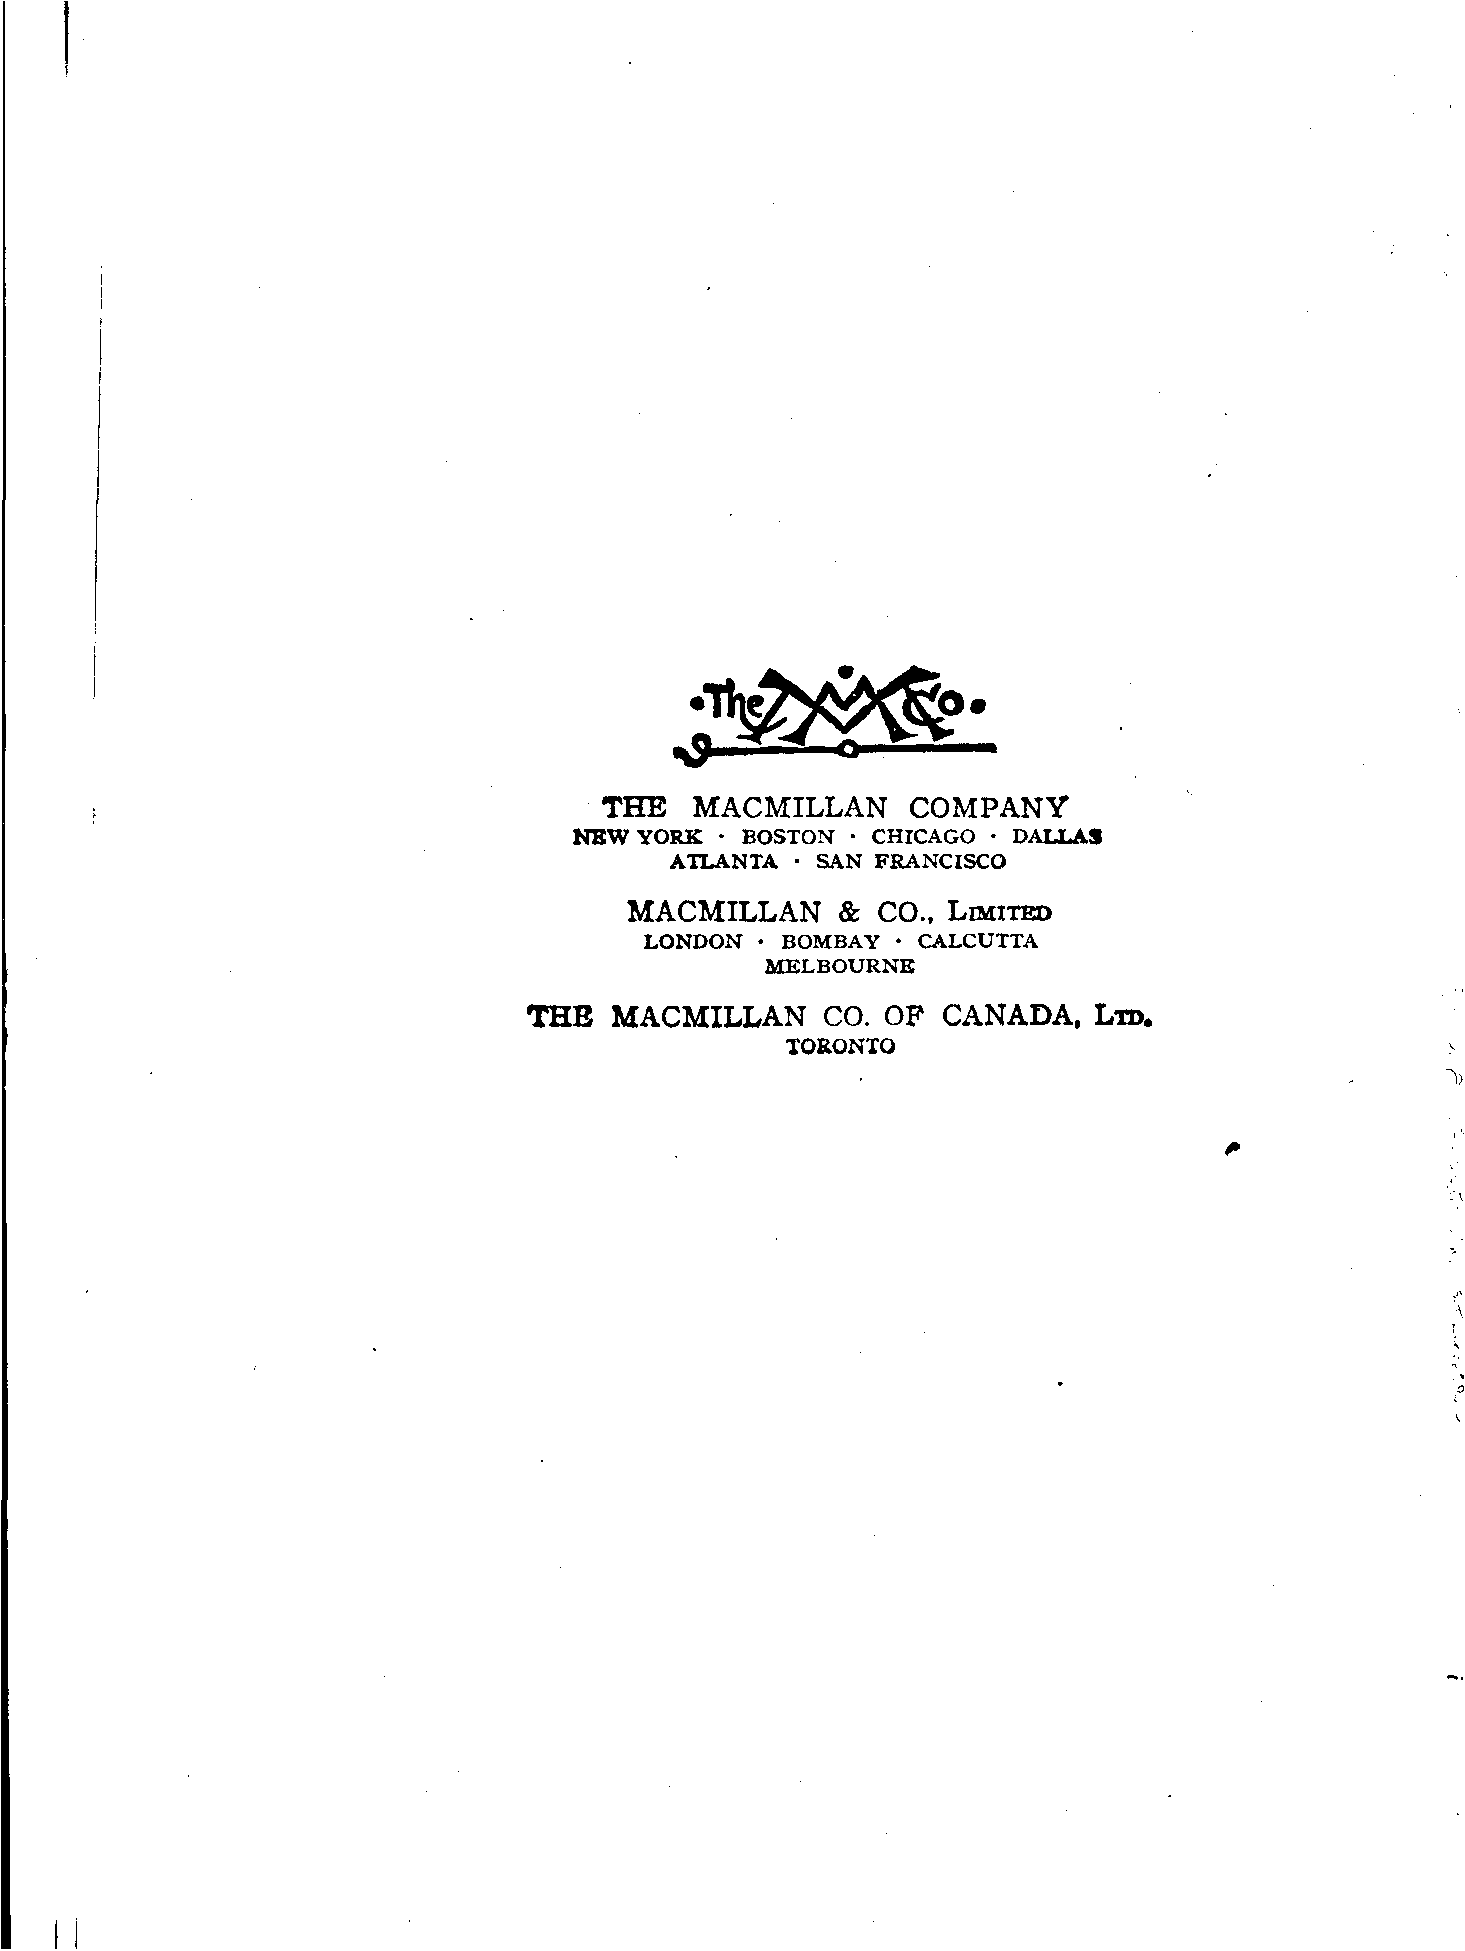 ·The MM Co·
THE MACMILLAN COMPANY
NEW YORK · BOSTON · CHICAGO · DALLAS
ATLANTA · SAN FRANCISCO
MACMILLAN & CO., LIMITED
LONDON · BOMBAY · CALCUTTA
MELBOURNE
THE MACMILLAN CO. OF CANADA, LTD.
TORONTO